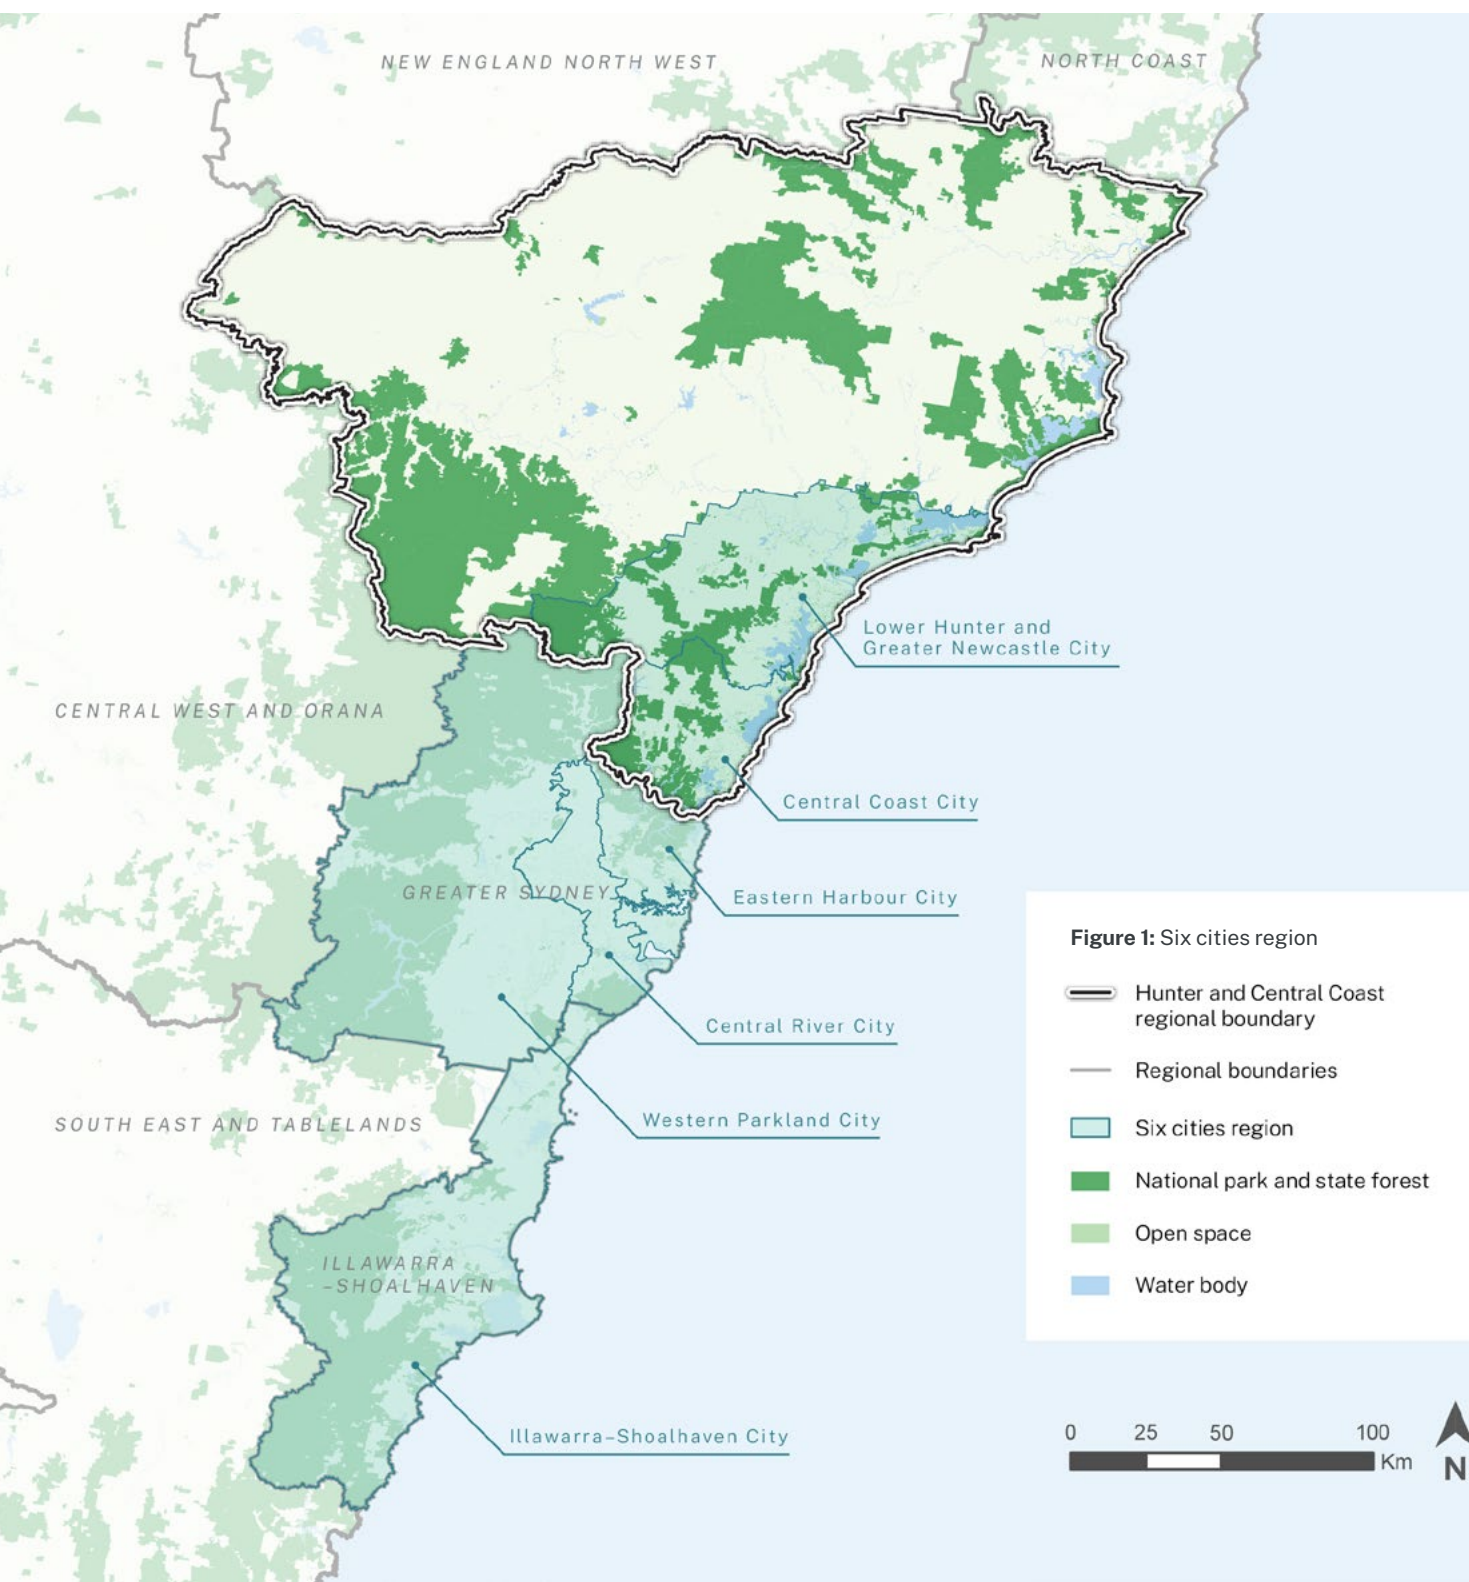 NEW ENGLAND NORTH WEST
NORTH COAST
Lower Hunter and
Greater Newcastle City
CENTRAL WEST AND ORANA
Central Coast City
GREATER SYDNEY
Eastern Harbour City
Central River City
Western Parkland City
SOUTH EAST AND TABLELANDS
ILLAWARRA
–SHOALHAVEN
Illawarra–Shoalhaven City
Figure 1: Six cities region
Hunter and Central Coast
regional boundary
Regional boundaries
Six cities region
National park and state forest
Open space
Water body
0 25 50 100
Km
N